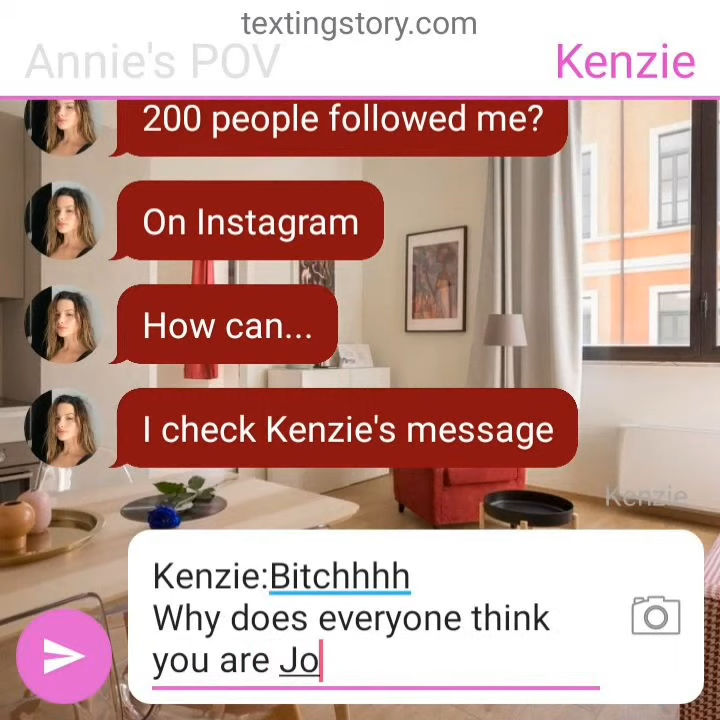 textingstory.com
Annie's POV
Kenzie
200 people followed me?
On Instagram
How can...
I check Kenzie's message
Kenzie
Kenzie:Bitchhhh
Why does everyone think
you are Jo